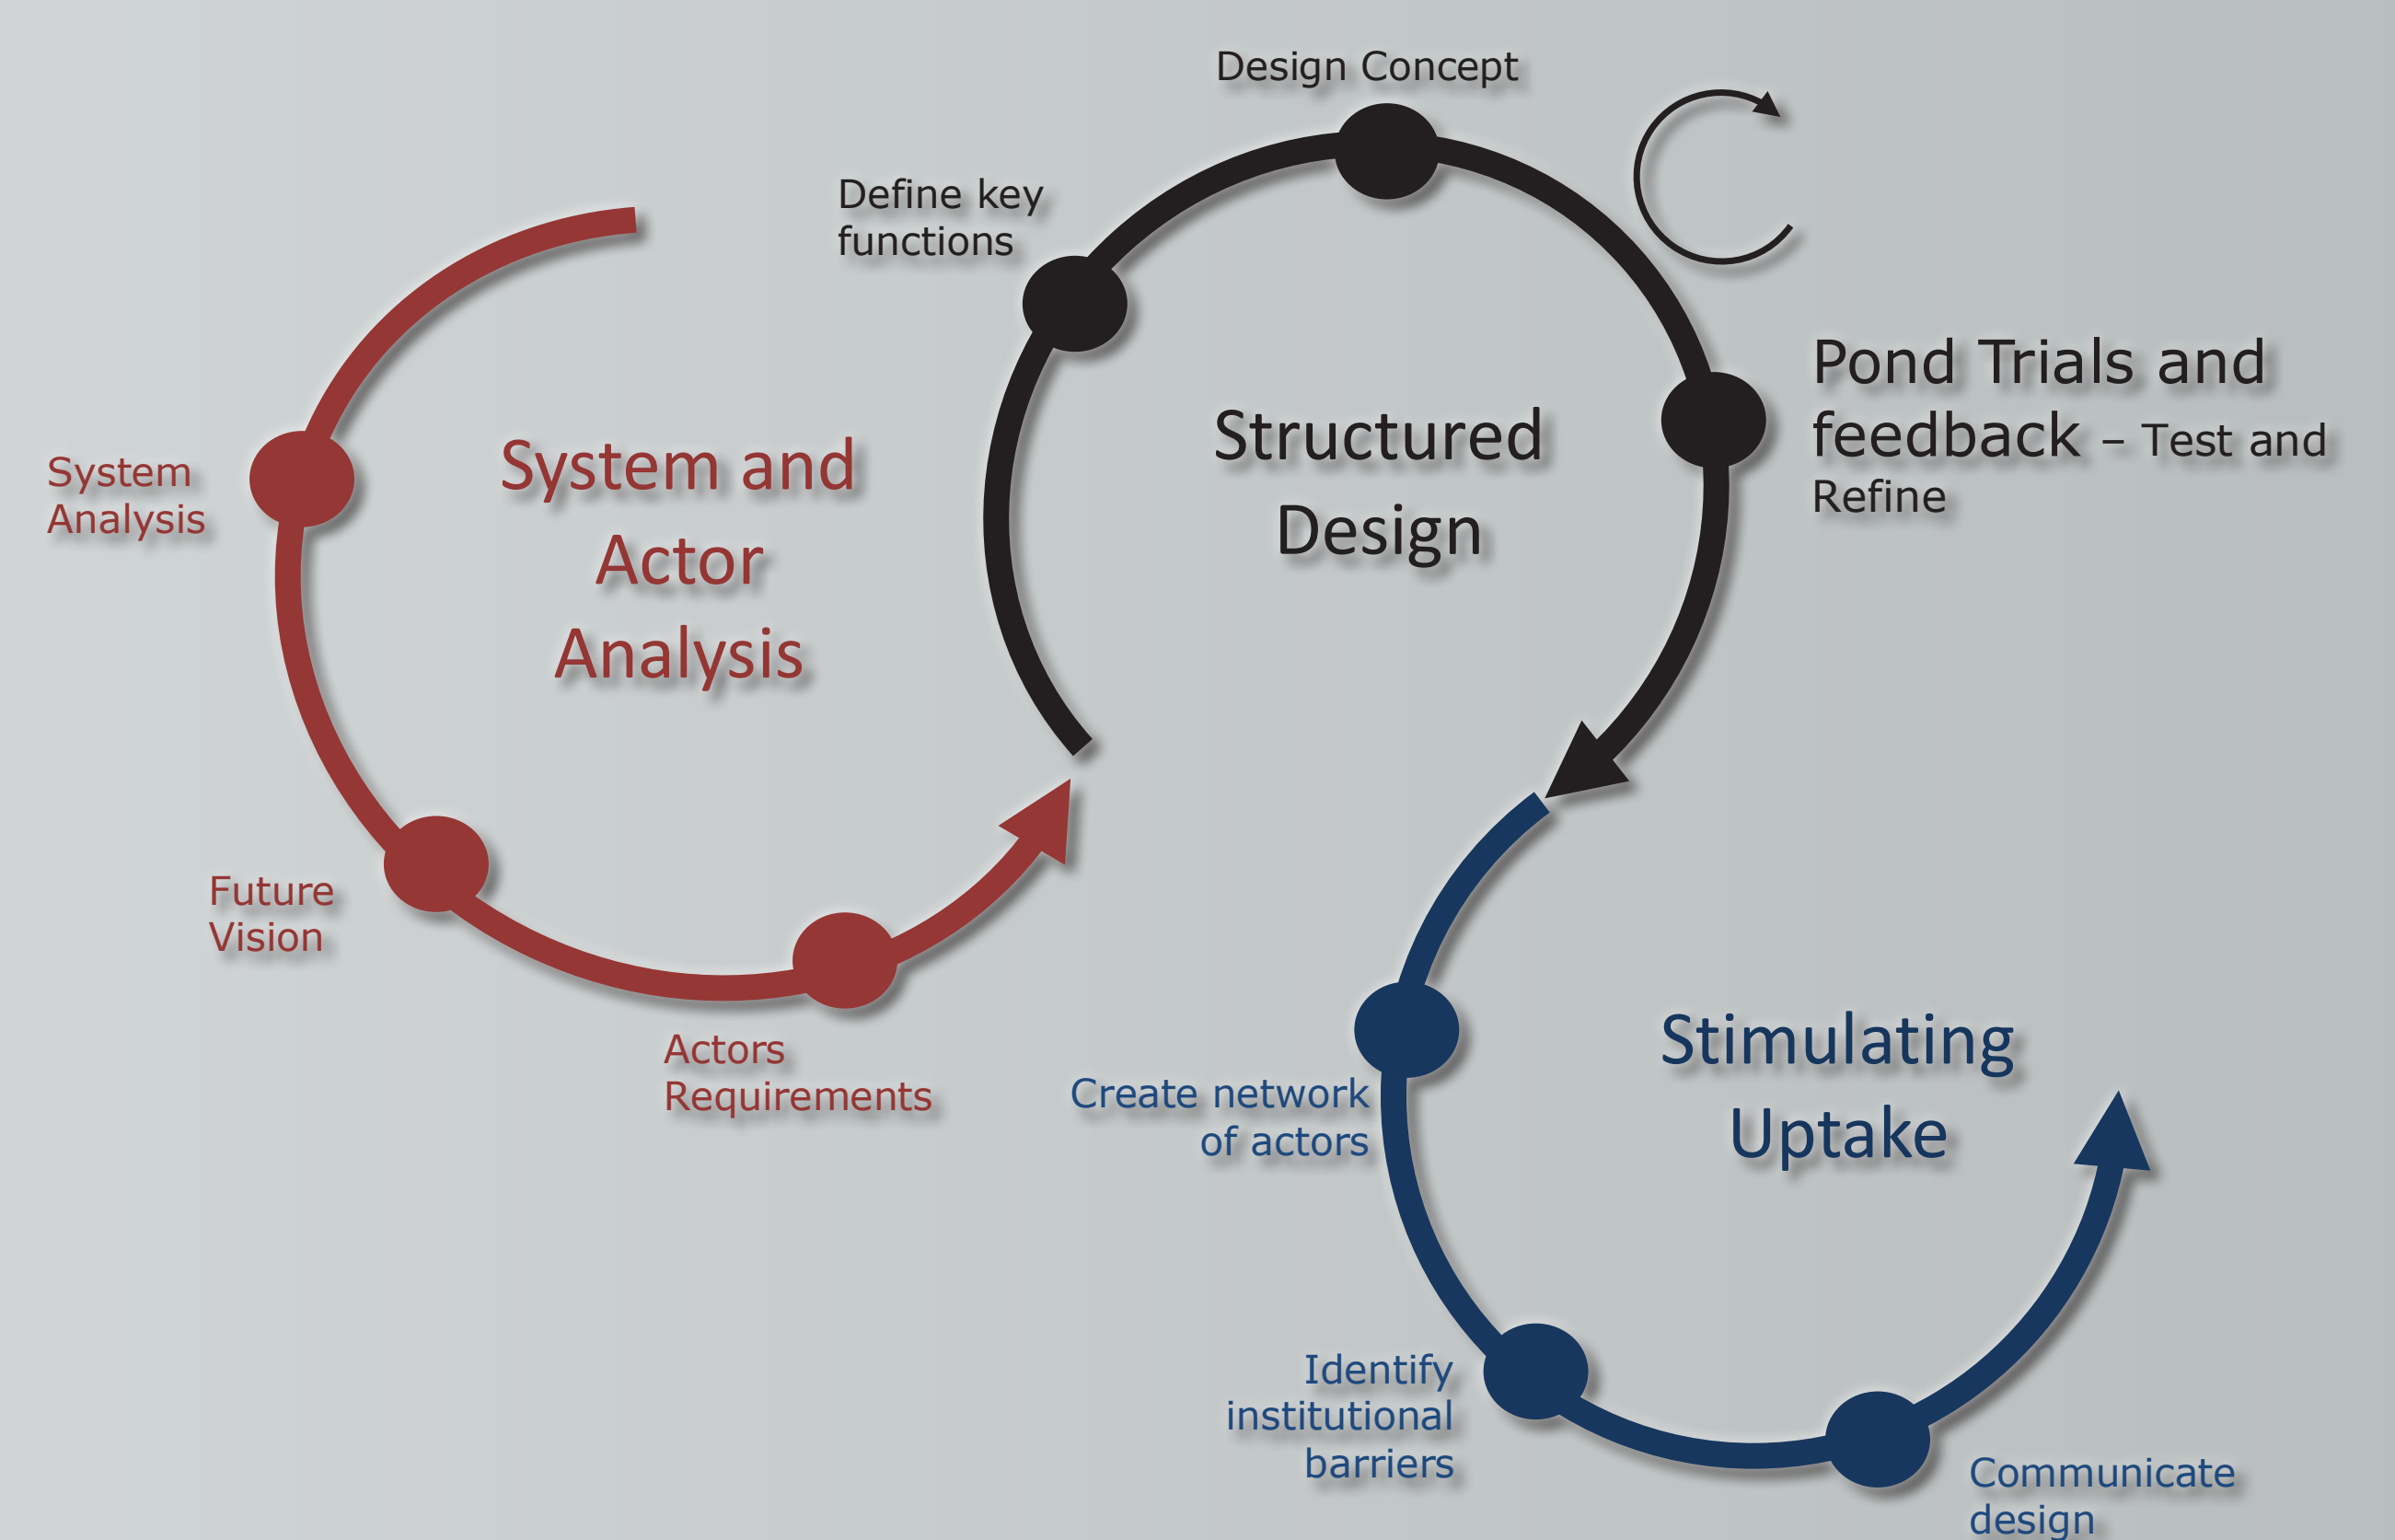 System
Analysis
Future
Vision
Actors
Requirements
System and
Actor
Analysis
Define key
functions
Design Concept
Pond Trials and
feedback – Test and
Refine
Structured
Design
Create network
of actors
Identify
institutional
barriers
Communicate
design
Stimulating
Uptake